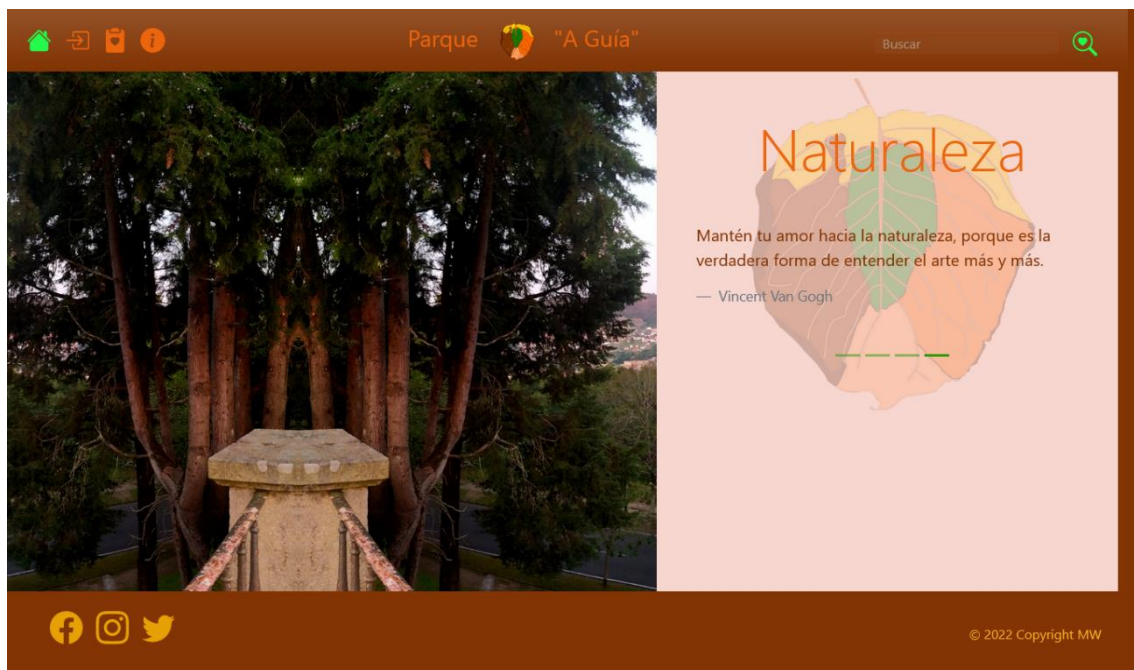 Parque "A Guía"
Buscar
Naturaleza
Mantén tu amor hacia la naturaleza, porque es la
verdadera forma de entender el arte más y más.
— Vincent Van Gogh
© 2022 Copyright MW